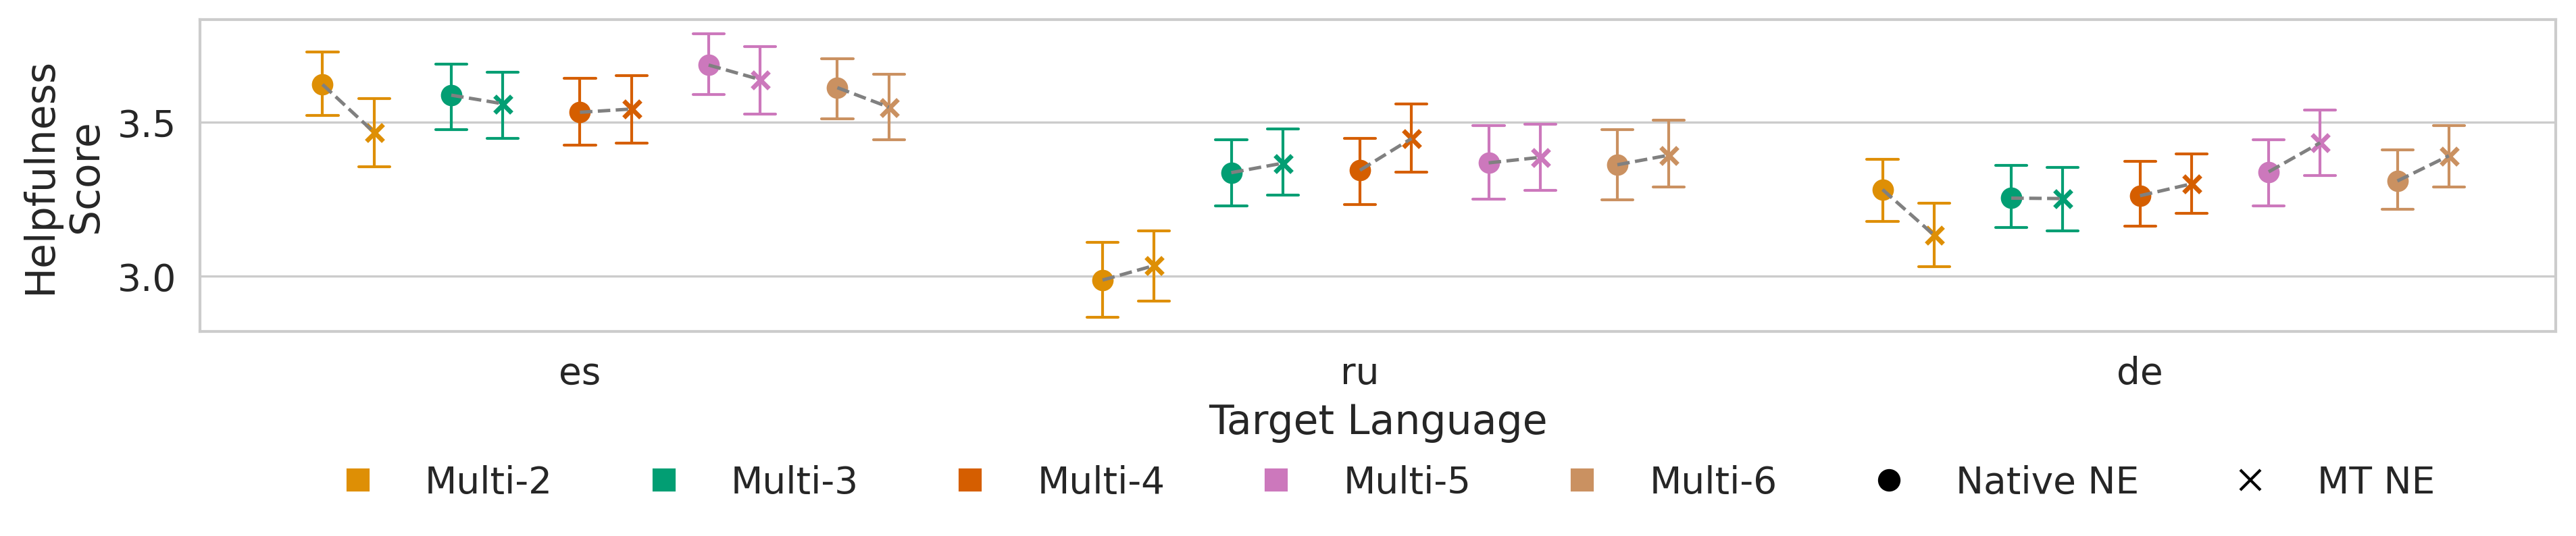 Helpfulness
Score
3.5
3.0
es ru de
Target Language
Multi-2 Multi-3 Multi-4 Multi-5 Multi-6 Native NE MT NE